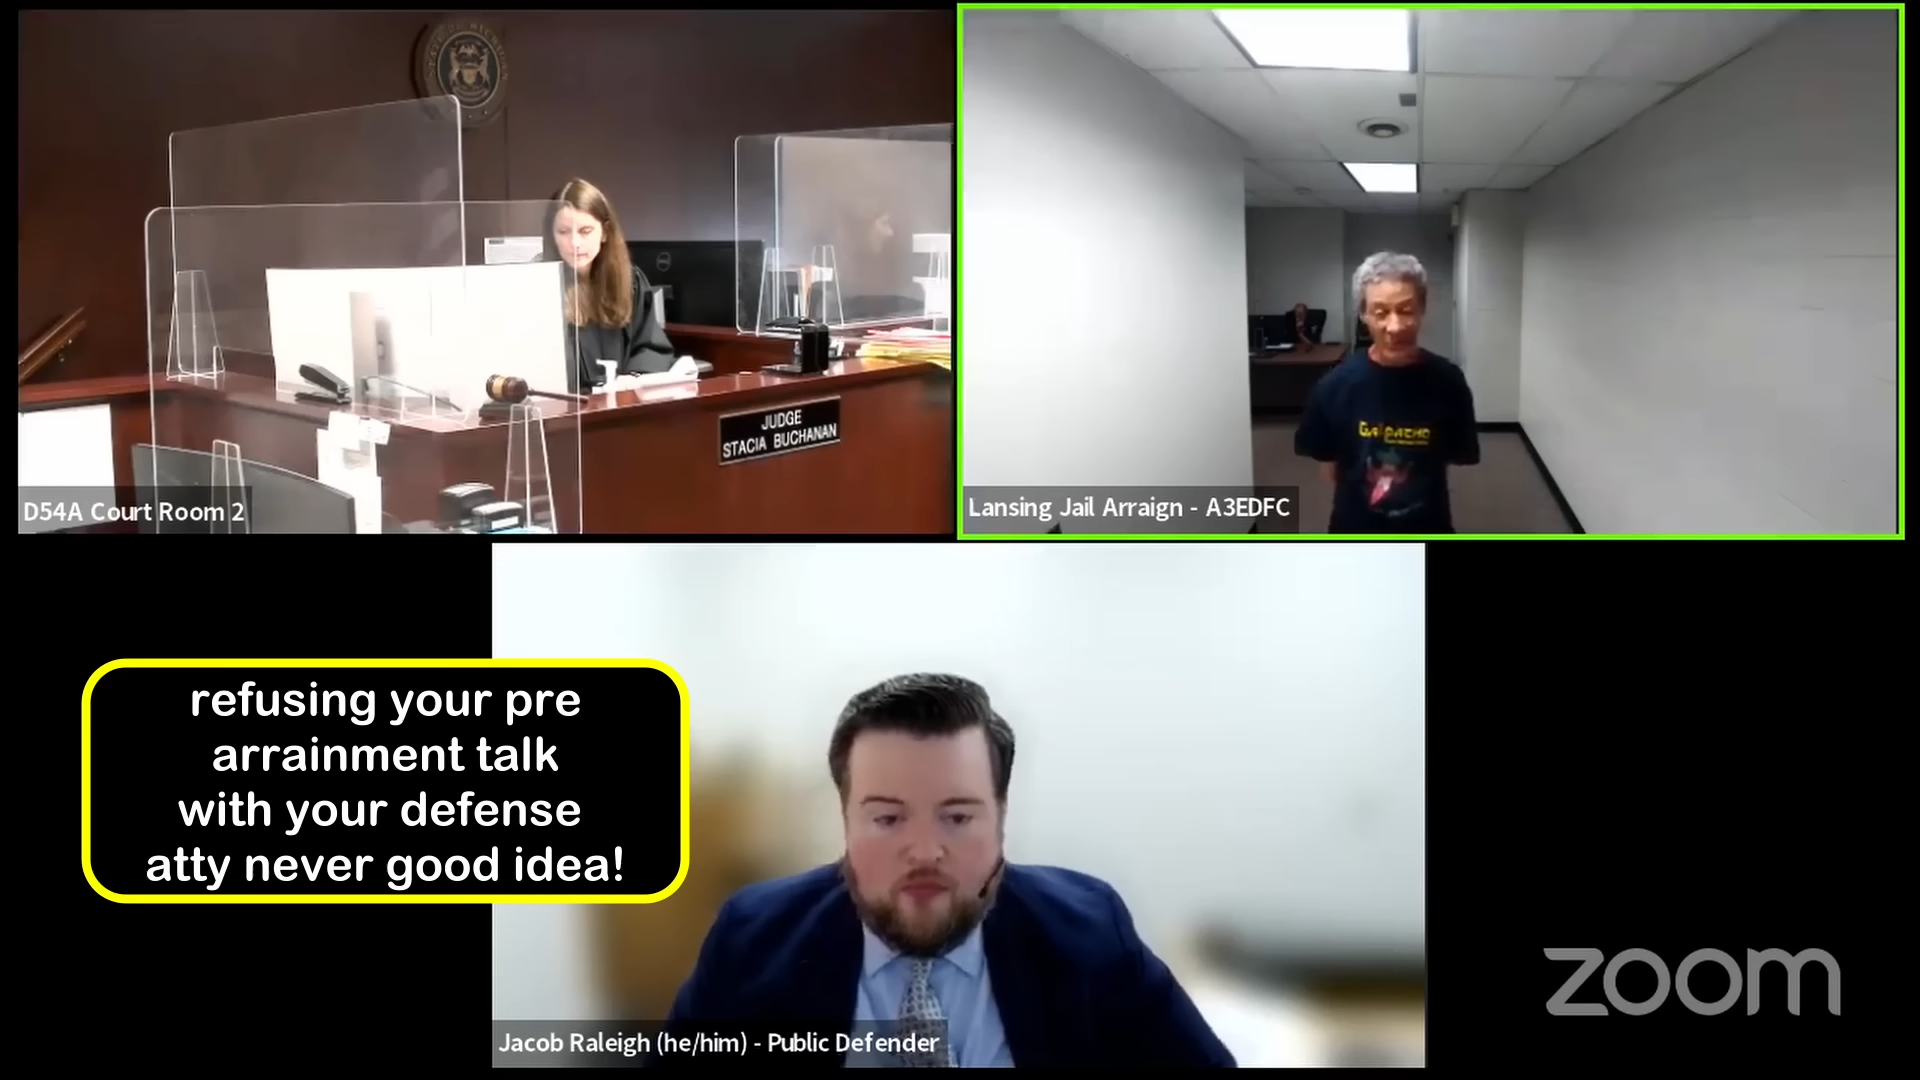 JUDGE
STACIA BUCHANAN
D54A Court Room 2
Lansing Jail Arraign - A3EDFC
refusing your pre
arrainment talk
with your defense
atty never good idea!
Jacob Raleigh (he/him) - Public Defender
zoom